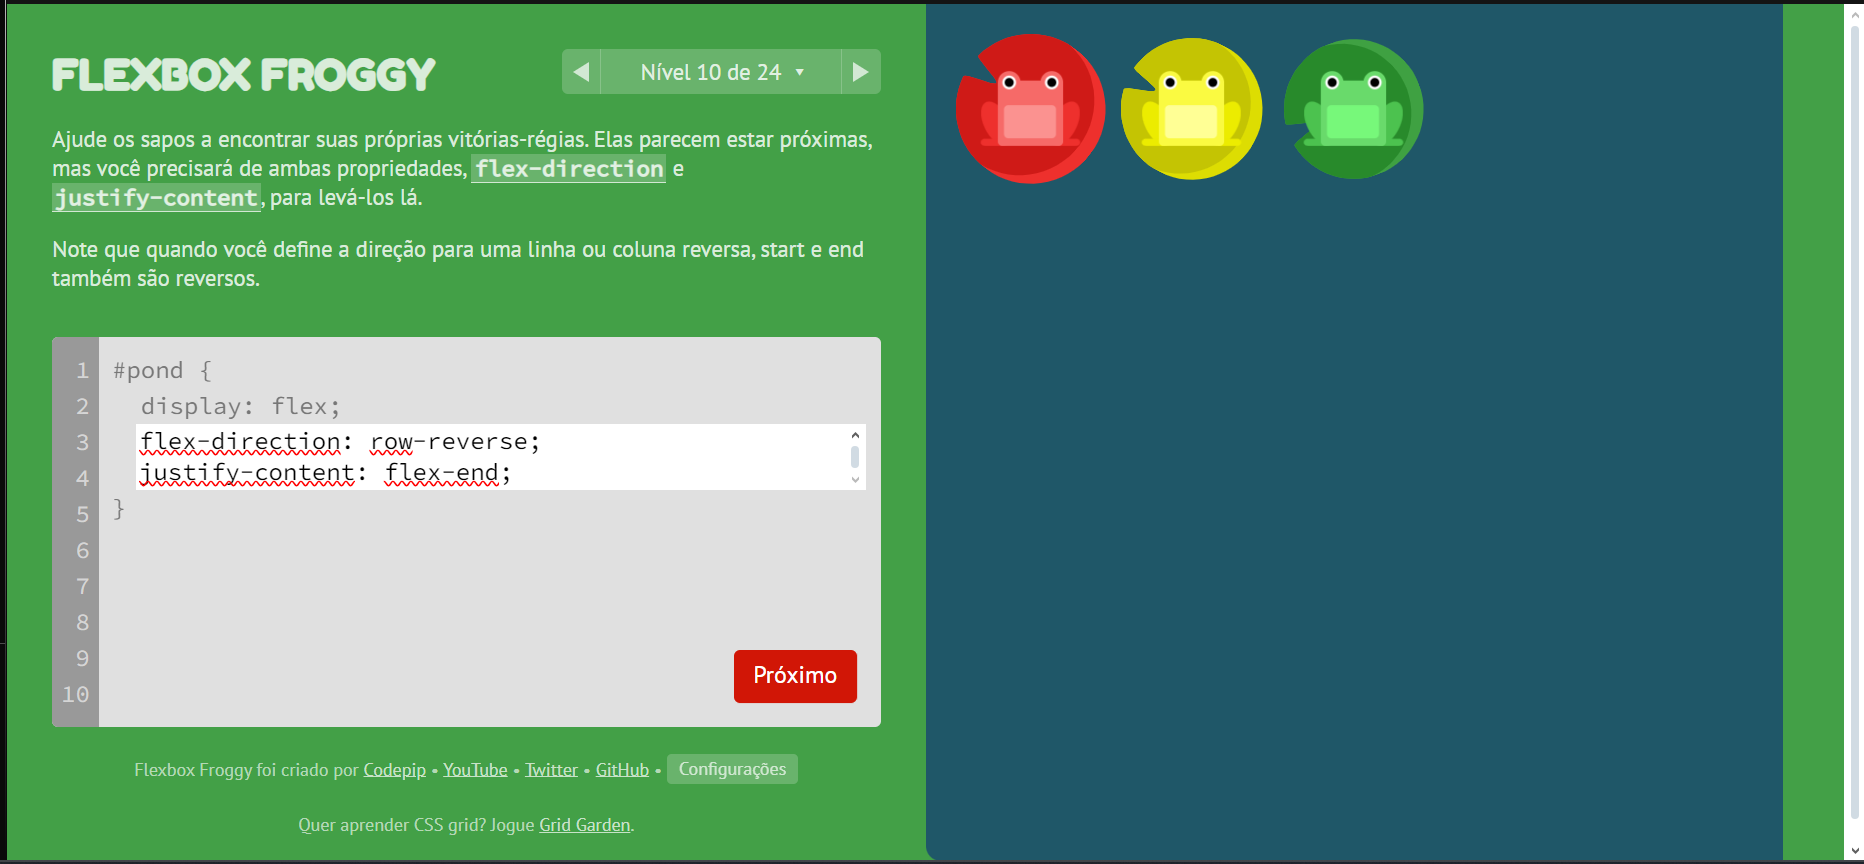 FLEXBOX FROGGY
Nível 10 de 24
Ajude os sapos a encontrar suas próprias vitórias-régias. Elas parecem estar próximas,
mas você precisará de ambas propriedades, flex-direction e
justify-content, para levá-los lá.
Note que quando você define a direção para uma linha ou coluna reversa, start e end
também são reversos.
1 #pond {
2 display: flex;
3 flex-direction: row-reverse;
4 justify-content: flex-end;
5 }
6
7
8
9
10
Próximo
Flexbox Froggy foi criado por Codepip • YouTube • Twitter • GitHub • Configurações
Quer aprender CSS grid? Jogue Grid Garden.